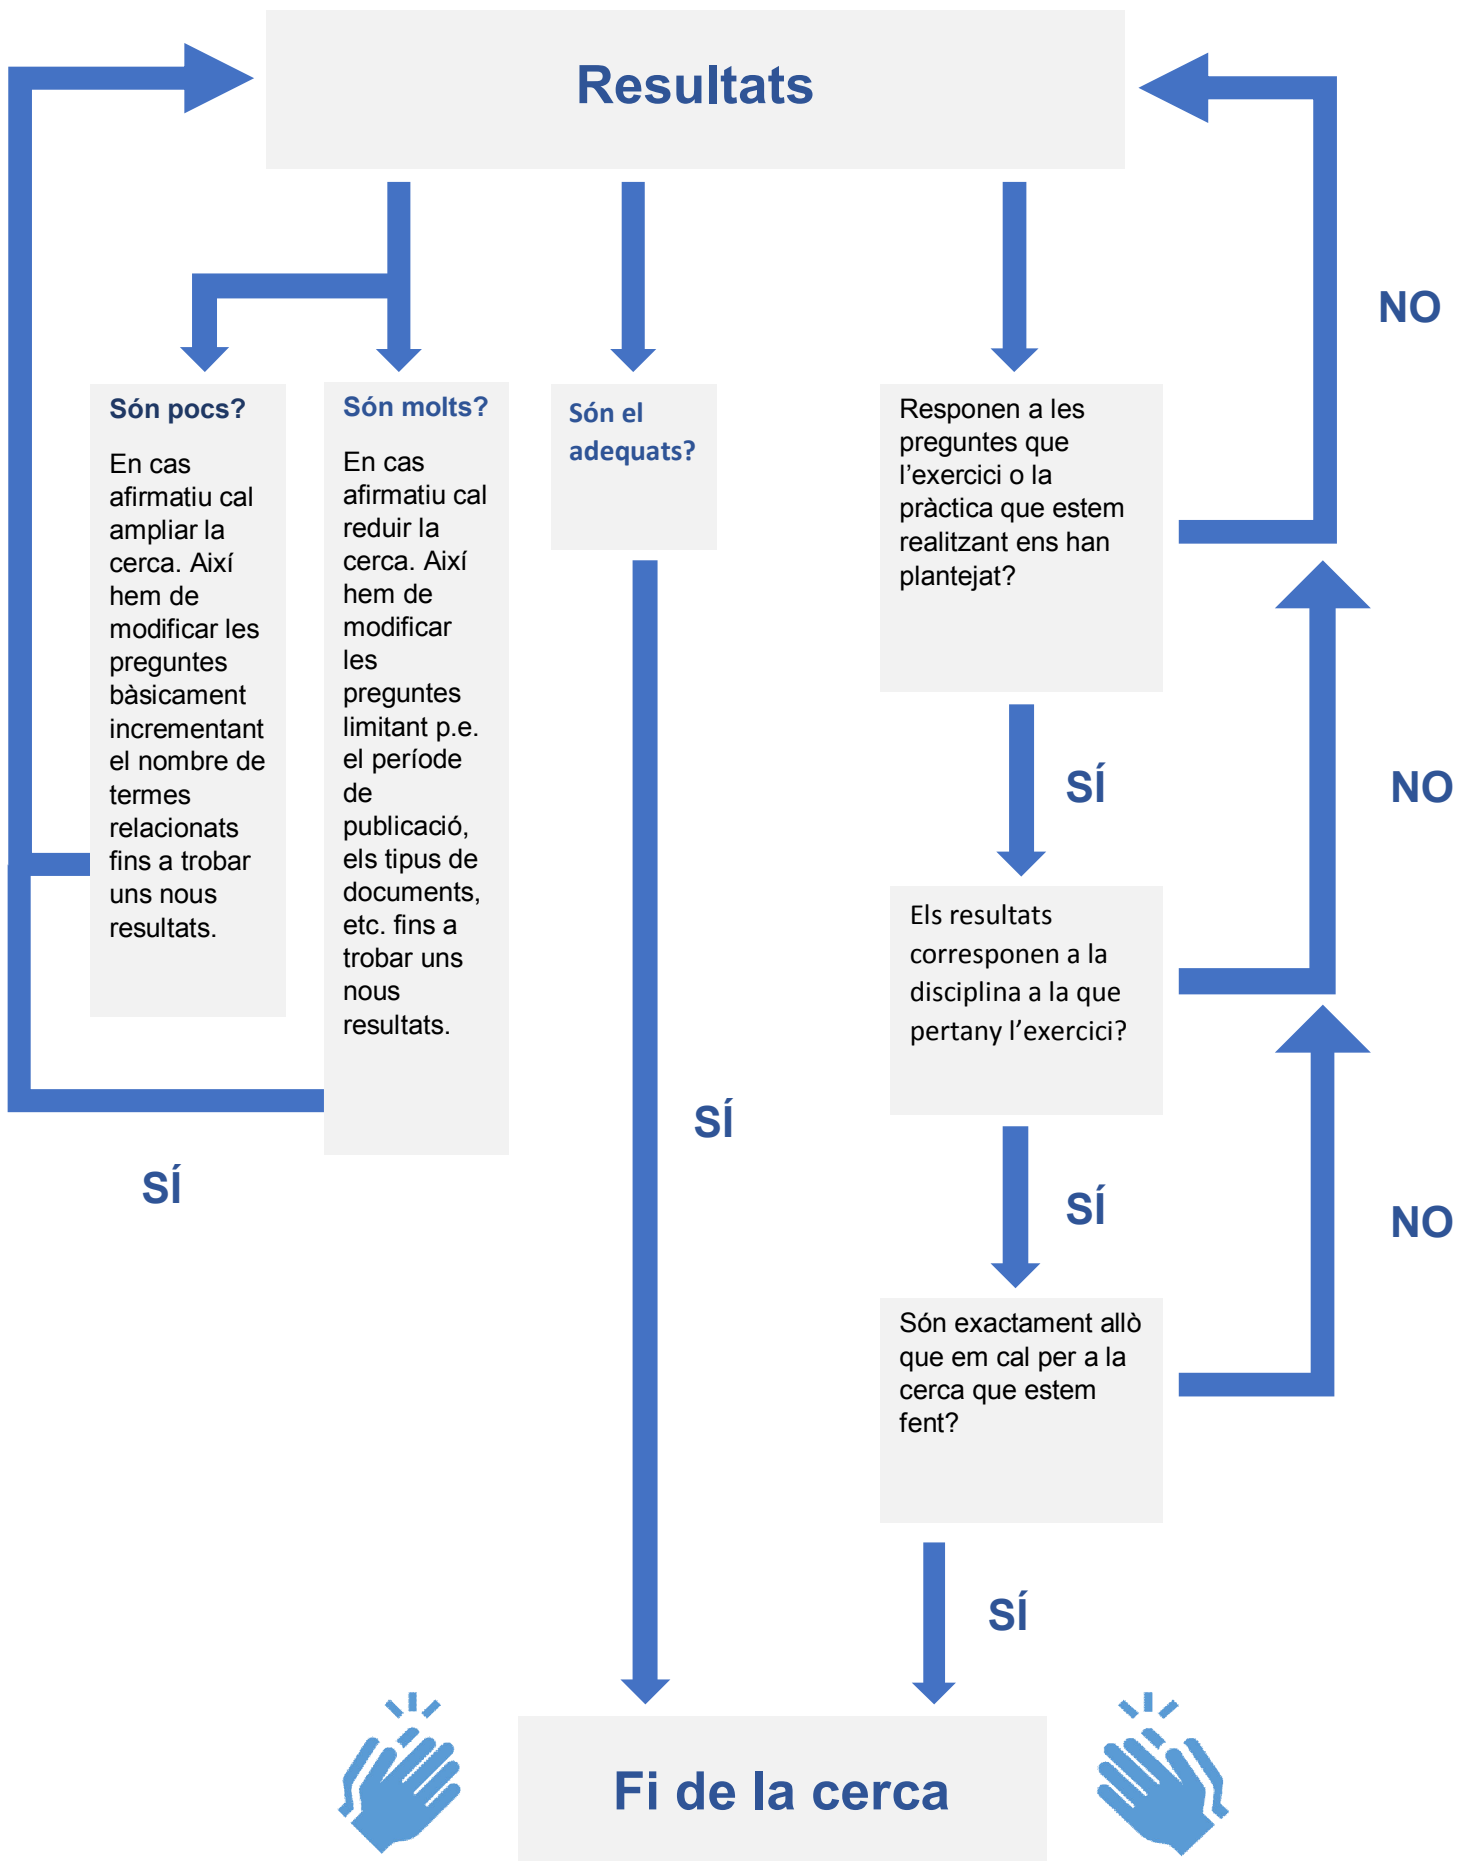 Resultats
NO
Són pocs?
En cas
afirmatiu cal
ampliar la
cerca. Així
hem de
modificar les
preguntes
bàsicament
incrementant
el nombre de
termes
relacionats
fins a trobar
uns nous
resultats.
Són molts?
En cas
afirmatiu cal
reduir la
cerca. Així
hem de
modificar
les
preguntes
limitant p.e.
el període
de
publicació,
els tipus de
documents,
etc. fins a
trobar uns
nous
resultats.
SÍ
Són el
adequats?
SÍ
Responen a les
preguntes que
l’exercici o la
pràctica que estem
realitzant ens han
plantejat?
SÍ
NO
Els resultats
corresponen a la
disciplina a la que
pertany l’exercici?
SÍ
NO
Són exactament allò
que em cal per a la
cerca que estem
fent?
SÍ
Fi de la cerca